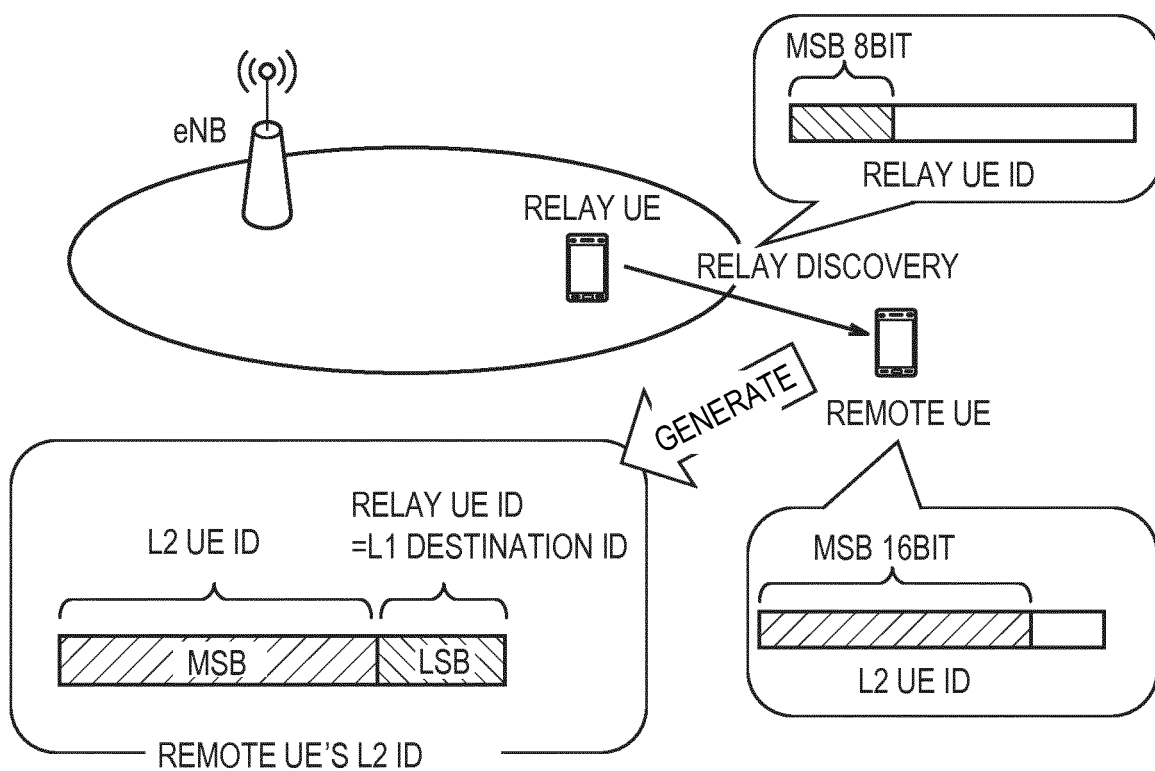 MSB 8BIT
RELAY UE ID
eNB
RELAY UE
RELAY DISCOVERY
REMOTE UE
GENERATE
L2 UE ID
RELAY UE ID
=L1 DESTINATION ID
MSB
LSB
REMOTE UE'S L2 ID
MSB 16BIT
L2 UE ID